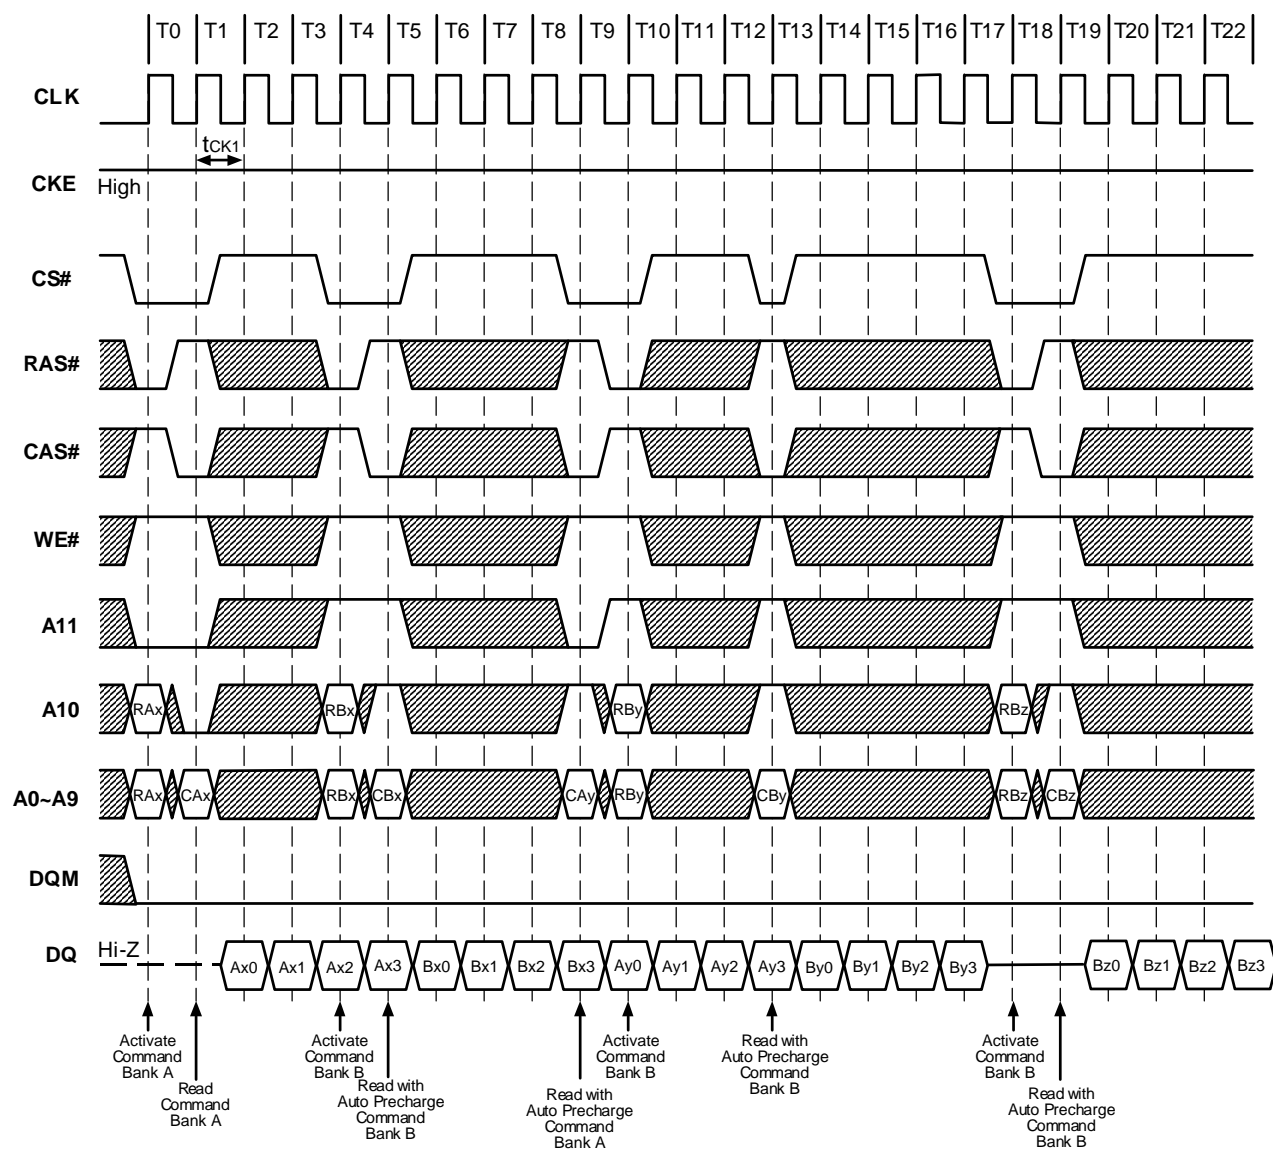 T0 T1 T2 T3 T4 T5 T6 T7 T8 T9 T10 T11 T12 T13 T14 T15 T16 T17 T18 T19 T20 T21 T22
CLK
tCK1
CKE
High
CS#
RAS#
CAS#
WE#
A11
A10
RAx RBx RBy RBz
A0~A9
RAx CAx RBx CBx CAy RBy CBy RBz CBz
DQM
DQ
Hi-Z
Ax0 Ax1 Ax2 Ax3 Bx0 Bx1 Bx2 Bx3 Ay0 Ay1 Ay2 Ay3 By0 By1 By2 By3 Bz0 Bz1 Bz2 Bz3
Activate
Command
Bank A
Read
Command
Bank A
Activate
Command
Bank B
Read with
Auto Precharge
Command
Bank B
Read with
Auto Precharge
Command
Bank A
Activate
Command
Bank B
Read with
Auto Precharge
Command
Bank B
Activate
Command
Bank B
Read with
Auto Precharge
Command
Bank B